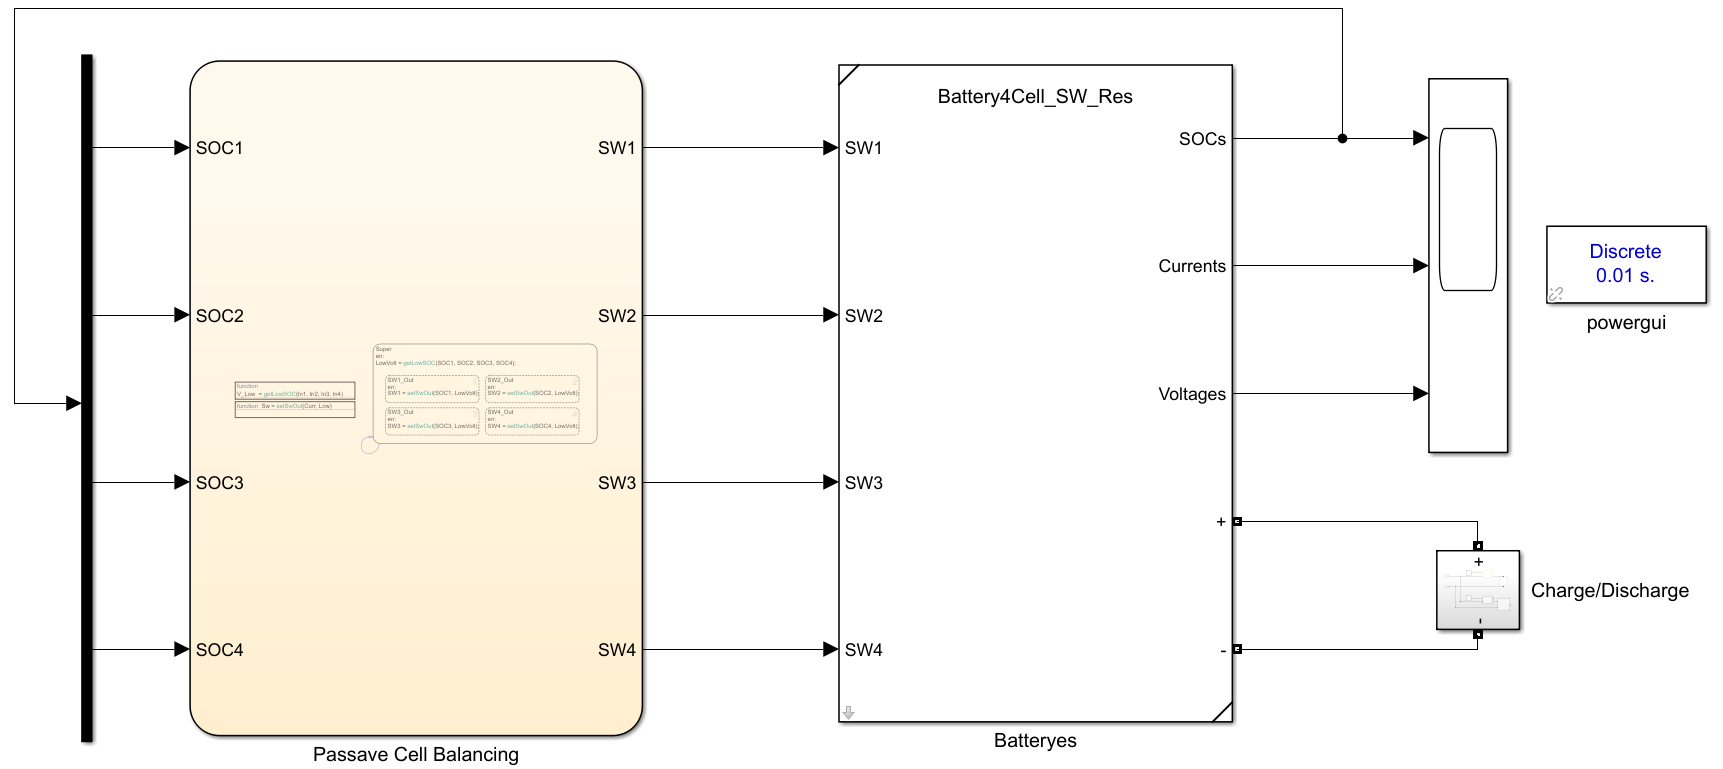 Battery4Cell_SW_Res
SOCs
SOC1
SW1
SW1
Currents
Discrete
0.01 s.
powergui
SOC2
SW2
SW2
Super
en:
LowVolt = getLowSOC(SOC1, SOC2, SOC3, SOC4);
function
V_Low = getLowSOC(In1, In2, In3, In4)
function Sw = setSwOut(Curr, Low)
SW1_Out
en:
SW1 = setSwOut(SOC1, LowVolt);
SW2_Out
en:
SW2 = setSwOut(SOC2, LowVolt);
SW3_Out
en:
SW3 = setSwOut(SOC3, LowVolt);
SW4_Out
en:
SW4 = setSwOut(SOC4, LowVolt);
Voltages
SOC3
SW3
SW3
+
+
Charge/Discharge
-
SOC4
SW4
SW4
-
Passave Cell Balancing
Batteryes